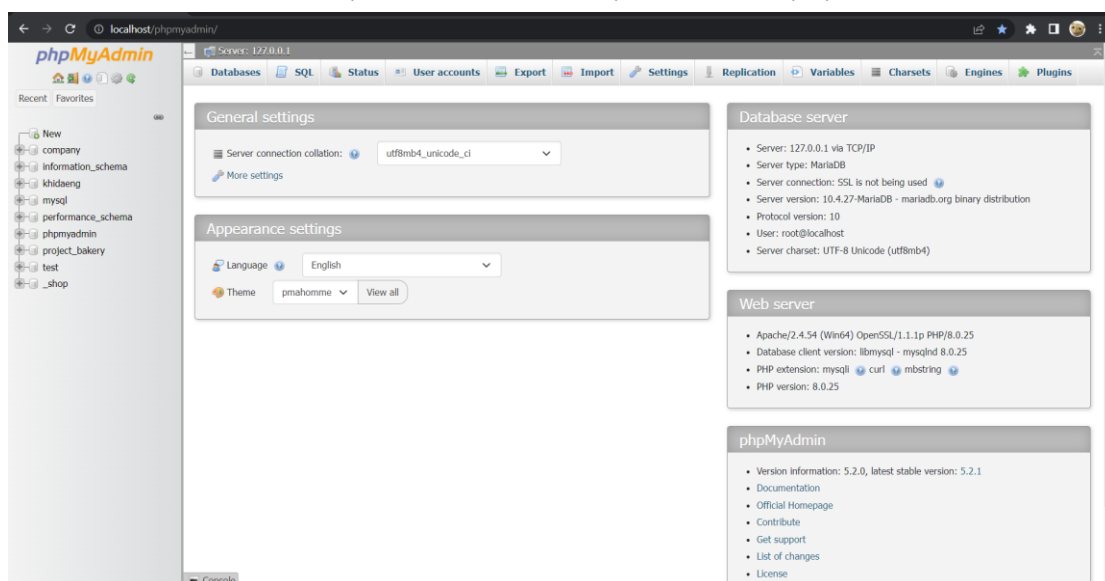 localhost/phpmyadmin/
phpMyAdmin
Recent Favorites
New
company
information_schema
khidaeng
mysql
performance_schema
phpmyadmin
project_bakery
test
_shop
Server: 127.0.0.1
Databases SQL Status User accounts Export Import Settings Replication Variables Charsets Engines Plugins
General settings
Server connection collation: utf8mb4_unicode_ci
More settings
Appearance settings
Language English
Theme pmahomme View all
Database server
• Server: 127.0.0.1 via TCP/IP
• Server type: MariaDB
• Server connection: SSL is not being used
• Server version: 10.4.27-MariaDB - mariadb.org binary distribution
• Protocol version: 10
• User: root@localhost
• Server charset: UTF-8 Unicode (utf8mb4)
Web server
• Apache/2.4.54 (Win64) OpenSSL/1.1.1p PHP/8.0.25
• Database client version: libmysql - mysqlnd 8.0.25
• PHP extension: mysqli curl mbstring
• PHP version: 8.0.25
phpMyAdmin
• Version information: 5.2.0, latest stable version: 5.2.1
• Documentation
• Official Homepage
• Contribute
• Get support
• List of changes
• License
Console